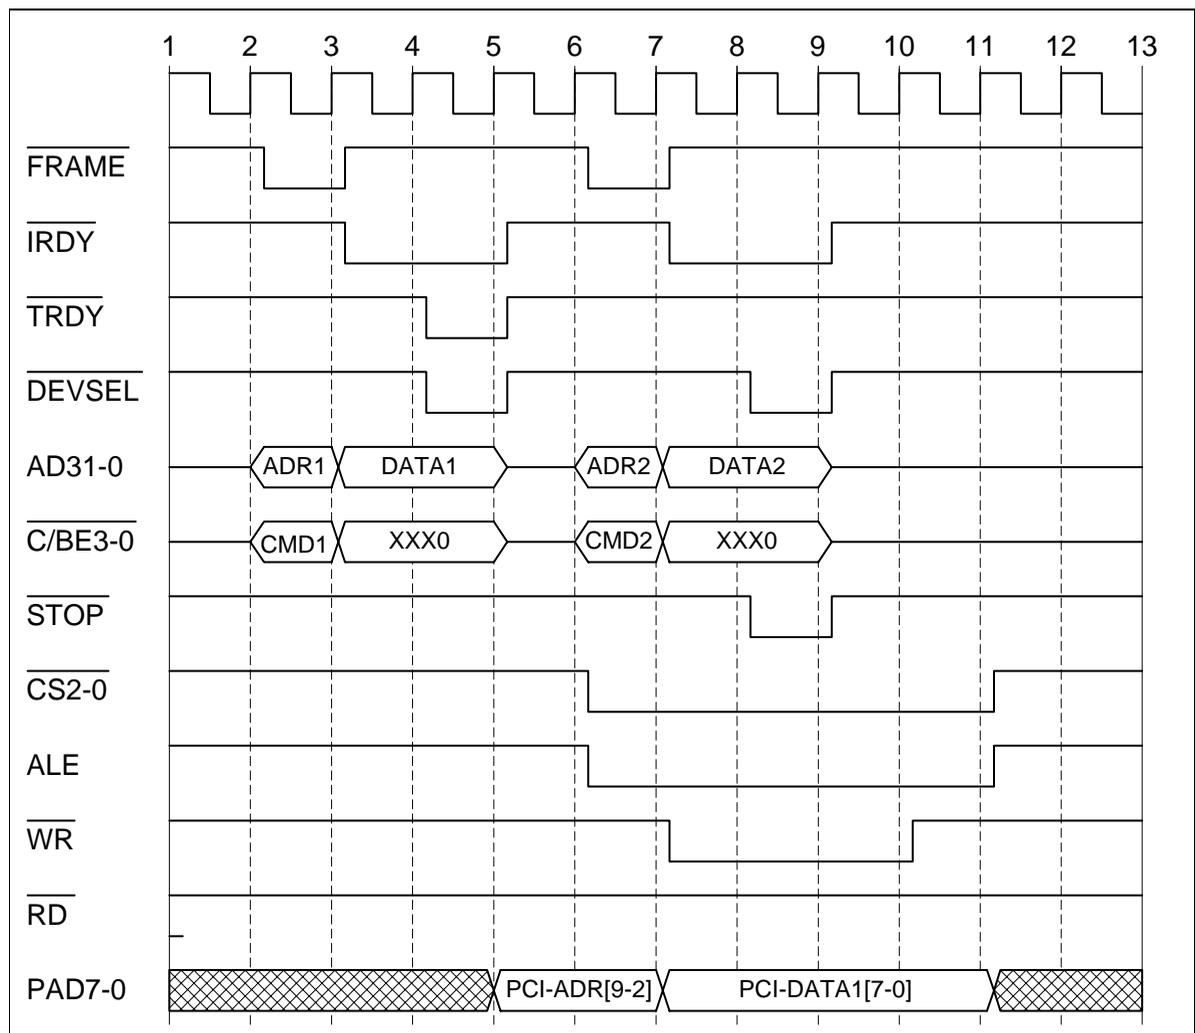 1 2 3 4 5 6 7 8 9 10 11 12 13
FRAME
IRDY
TRDY
DEVSEL
AD31-0 ADR1 DATA1 ADR2 DATA2
C/BE3-0 CMD1 XXX0 CMD2 XXX0
STOP
CS2-0
ALE
WR
RD
PAD7-0 PCI-ADR[9-2] PCI-DATA1[7-0]